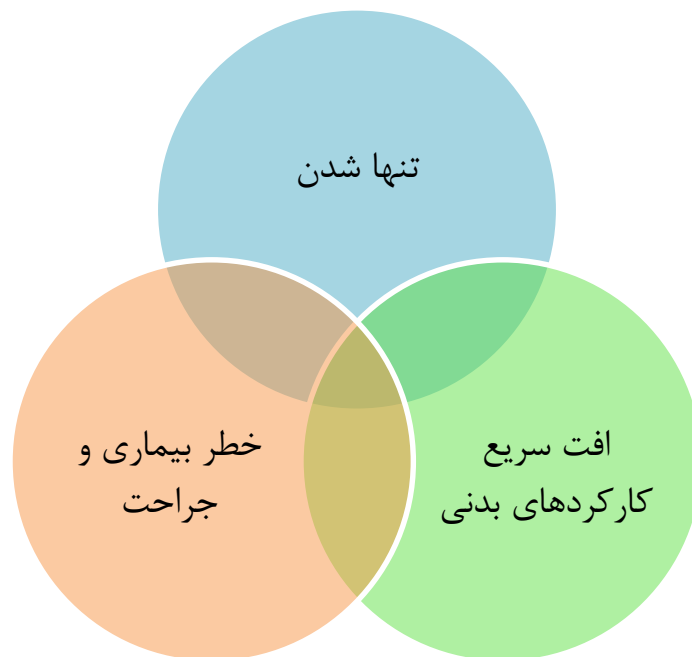 تنها شدن
افت سریع
کارکردهای بدنی
خطر بیماری و
جراحت